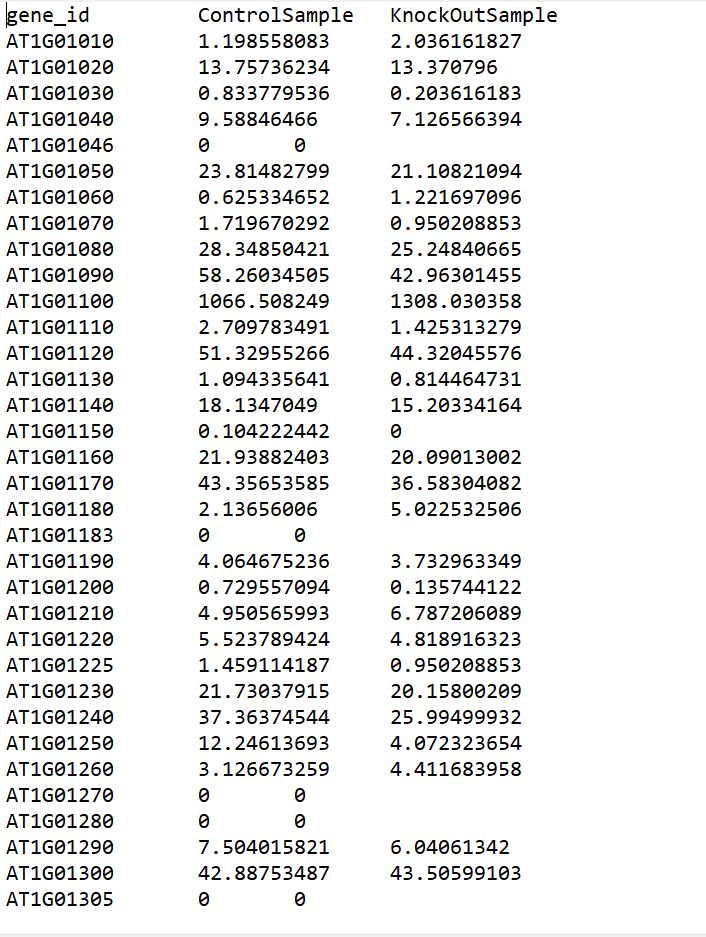 gene_id ControlSample KnockOutSample
AT1G01010 1.198558083 2.036161827
AT1G01020 13.75736234 13.370796
AT1G01030 0.833779536 0.203616183
AT1G01040 9.58846466 7.126566394
AT1G01046 0 0
AT1G01050 23.81482799 21.10821094
AT1G01060 0.625334652 1.221697096
AT1G01070 1.719670292 0.950208853
AT1G01080 28.34850421 25.24840665
AT1G01090 58.26034505 42.96301455
AT1G01100 1066.508249 1308.030358
AT1G01110 2.709783491 1.425313279
AT1G01120 51.32955266 44.32045576
AT1G01130 1.094335641 0.814464731
AT1G01140 18.1347049 15.20334164
AT1G01150 0.104222442 0
AT1G01160 21.93882403 20.09013002
AT1G01170 43.35653585 36.58304082
AT1G01180 2.13656006 5.022532506
AT1G01183 0 0
AT1G01190 4.064675236 3.732963349
AT1G01200 0.729557094 0.135744122
AT1G01210 4.950565993 6.787206089
AT1G01220 5.523789424 4.818916323
AT1G01225 1.459114187 0.950208853
AT1G01230 21.73037915 20.15800209
AT1G01240 37.36374544 25.99499932
AT1G01250 12.24613693 4.072323654
AT1G01260 3.126673259 4.411683958
AT1G01270 0 0
AT1G01280 0 0
AT1G01290 7.504015821 6.04061342
AT1G01300 42.88753487 43.50599103
AT1G01305 0 0